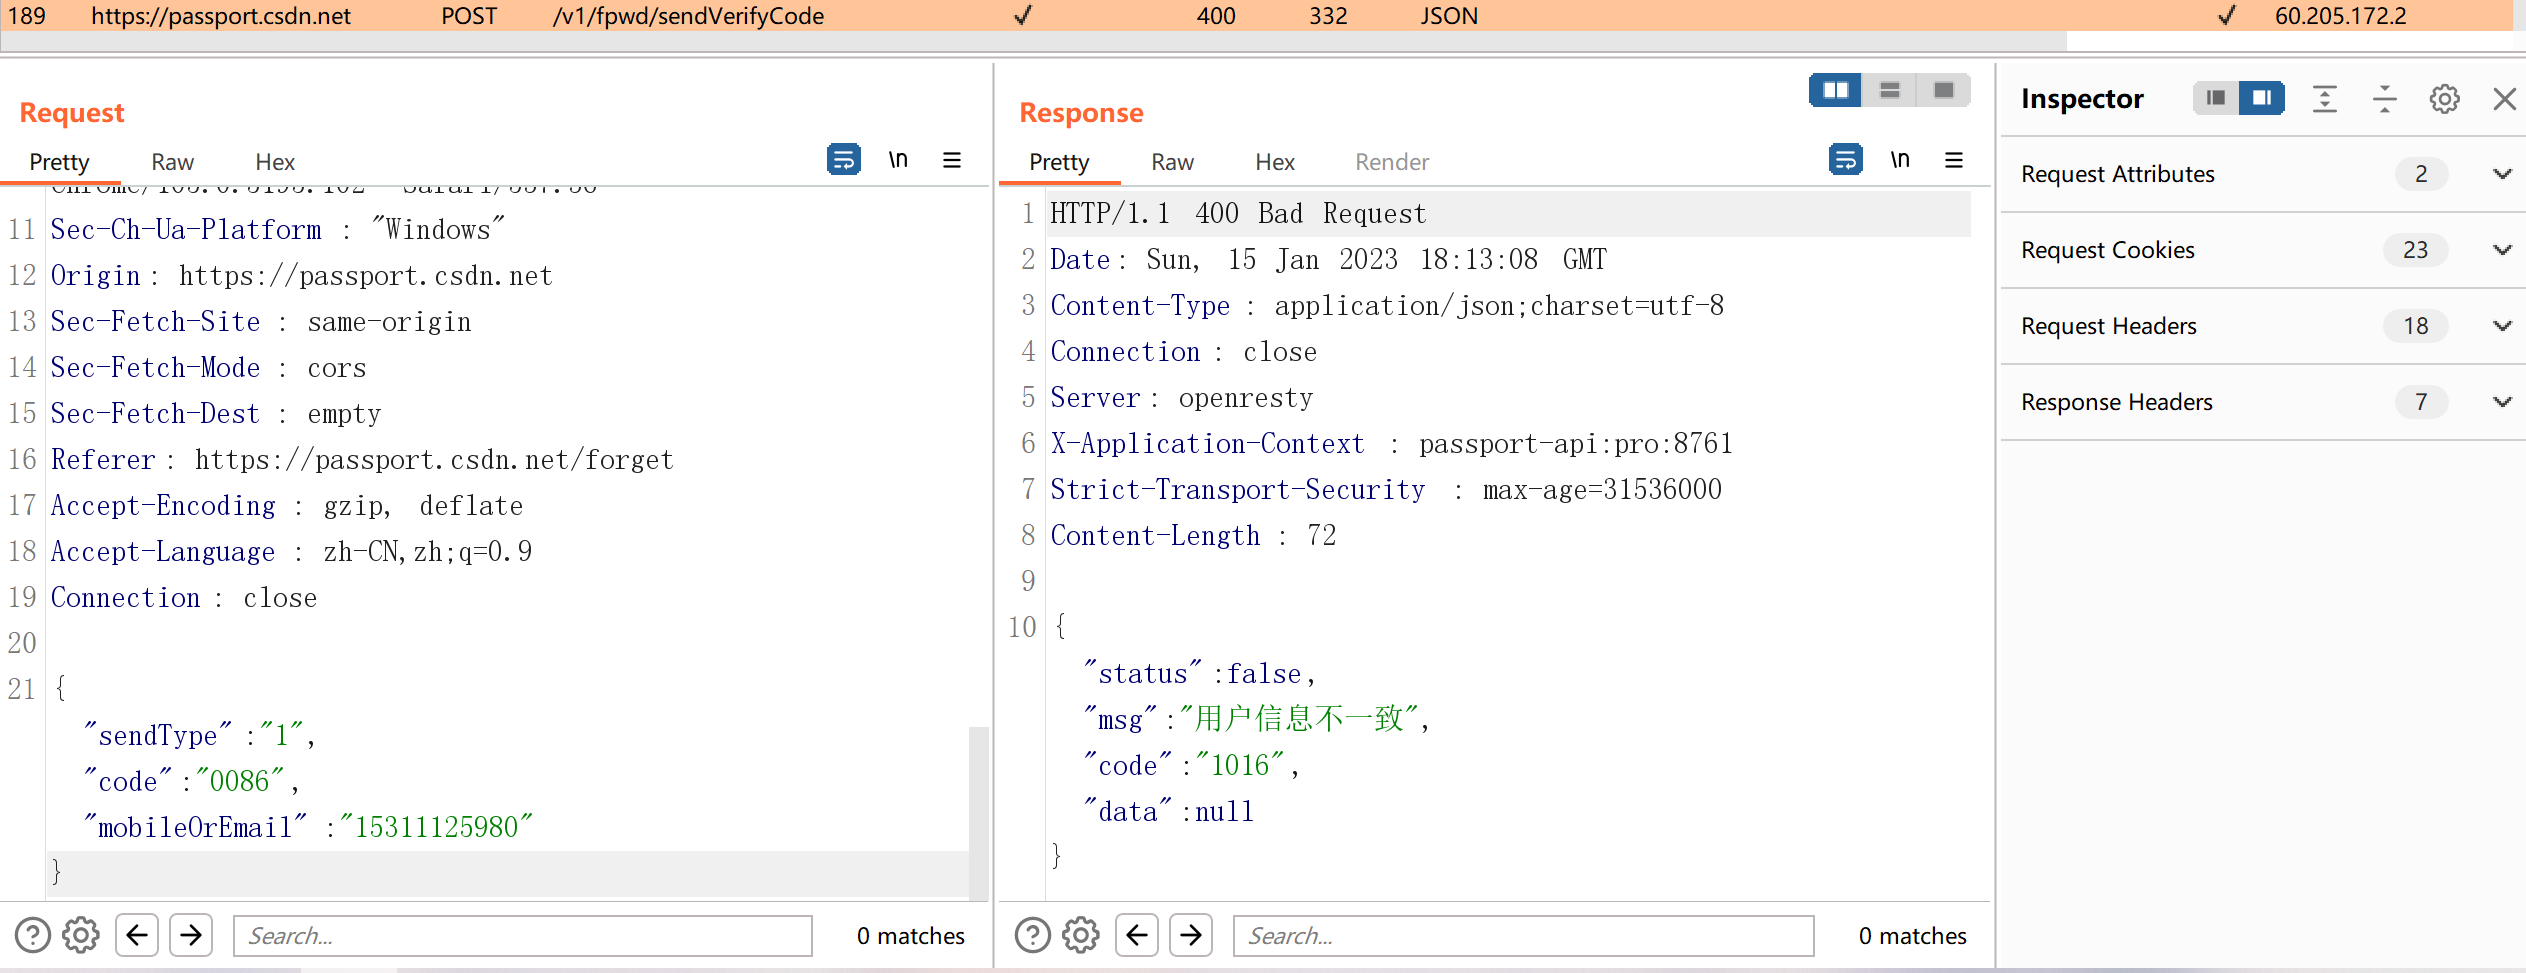 189 https://passport.csdn.net POST /v1/fpwd/sendVerifyCode ✓ 400 332 JSON ✓ 60.205.172.2
Request
Pretty Raw Hex \n
11 Sec-Ch-Ua-Platform : "Windows"
12 Origin : https://passport.csdn.net
13 Sec-Fetch-Site : same-origin
14 Sec-Fetch-Mode : cors
15 Sec-Fetch-Dest : empty
16 Referer : https://passport.csdn.net/forget
17 Accept-Encoding : gzip, deflate
18 Accept-Language : zh-CN,zh;q=0.9
19 Connection : close
20
21 {
"sendType" :"1",
"code" :"0086",
"mobileOrEmail" :"15311125980"
}
Search...
0 matches
Response
Pretty Raw Hex Render \n
1 HTTP/1.1 400 Bad Request
2 Date : Sun, 15 Jan 2023 18:13:08 GMT
3 Content-Type : application/json;charset=utf-8
4 Connection : close
5 Server : openresty
6 X-Application-Context : passport-api:pro:8761
7 Strict-Transport-Security : max-age=31536000
8 Content-Length : 72
9
10 {
"status" :false,
"msg" :"用户信息不一致",
"code" :"1016",
"data" :null
}
Search...
0 matches
Inspector
Request Attributes 2
Request Cookies 23
Request Headers 18
Response Headers 7